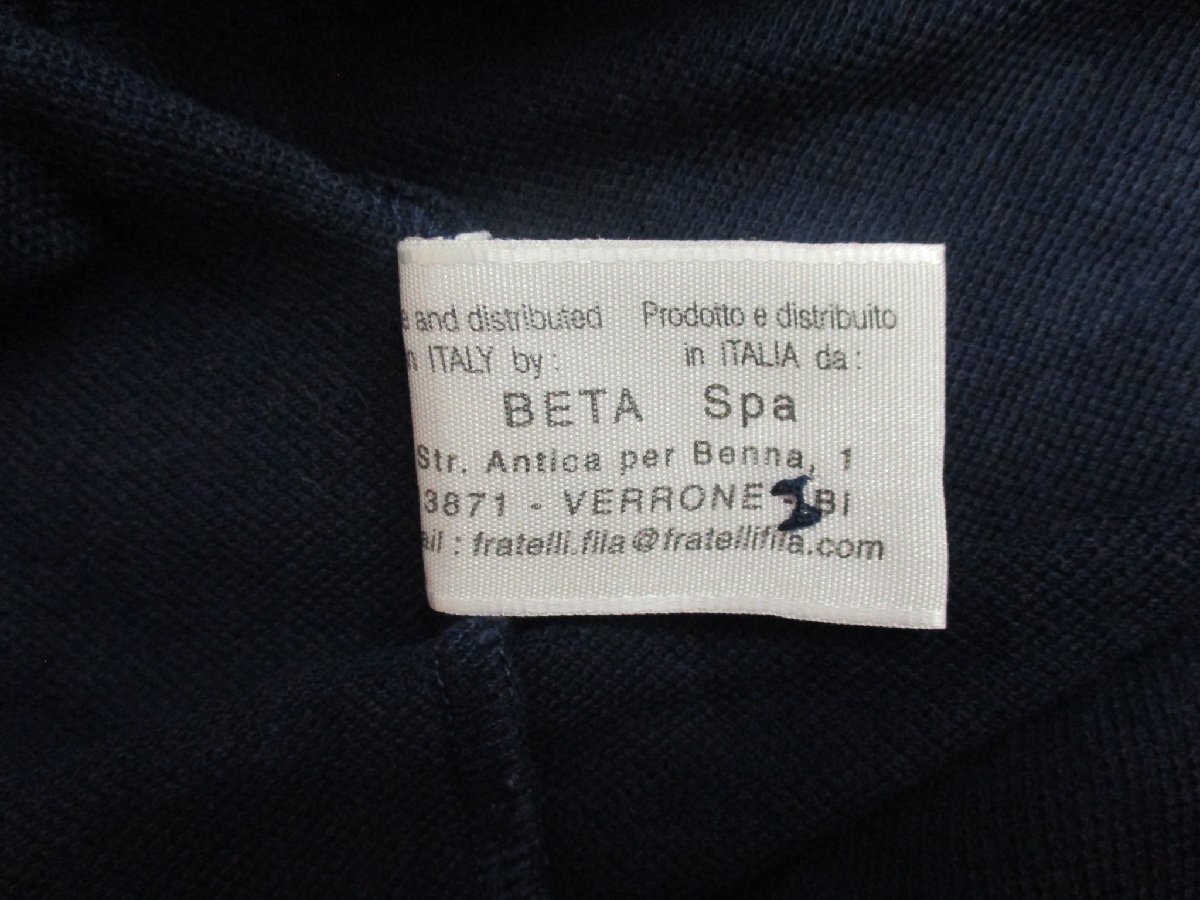 and distributed Prodotto e distribuito
ITALY by : in ITALIA da :
BETA Spa
Str. Antica per Benna, 1
3871 - VERRONE - BI
ail : fratelli.fila@fratellifila.com